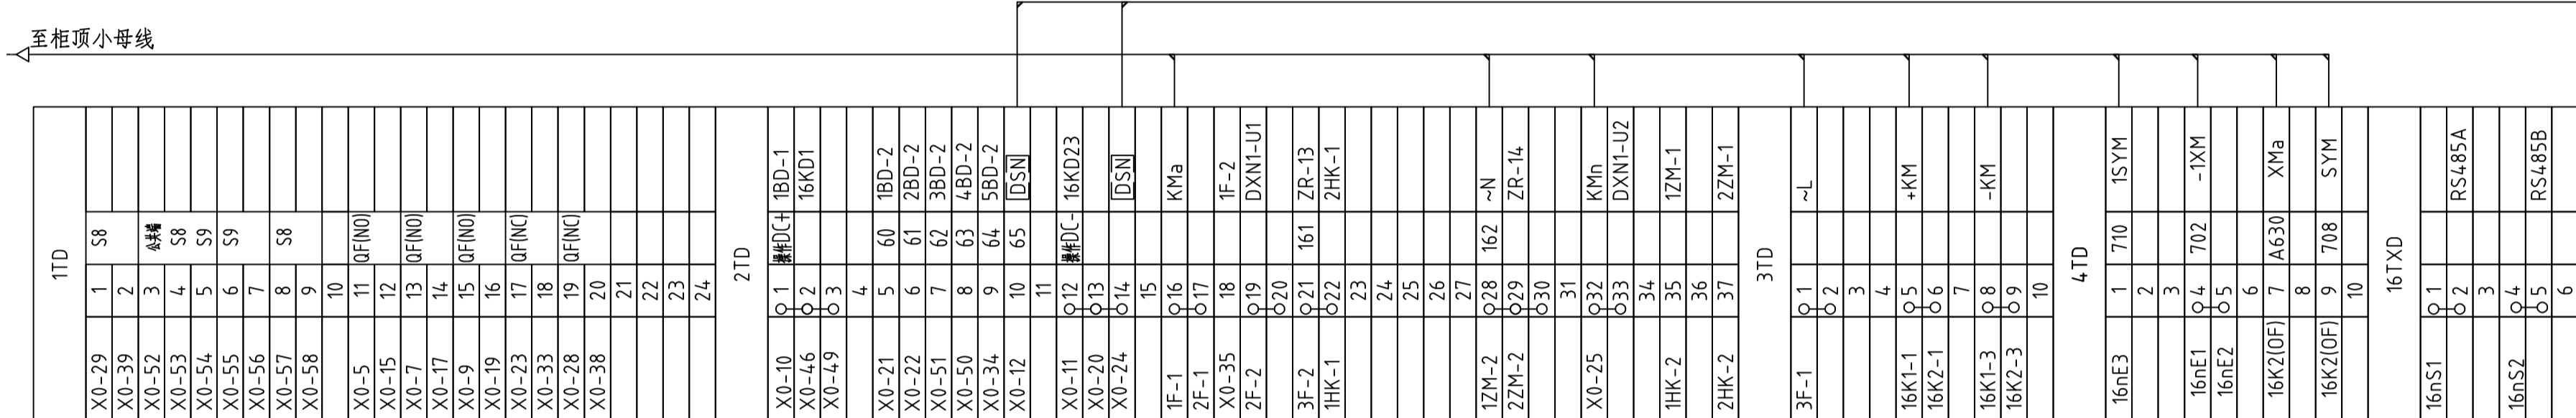 至柜顶小母线
1TD
S8 1 X0-29
2 X0-39
公共端 3 X0-52
S8 4 X0-53
S9 5 X0-54
S9 6 X0-55
7 X0-56
S8 8 X0-57
9 X0-58
10
QF(NO) 11 X0-5
12 X0-15
QF(NO) 13 X0-7
14 X0-17
QF(NO) 15 X0-9
16 X0-19
QF(NC) 17 X0-23
18 X0-33
QF(NC) 19 X0-28
20 X0-38
21
22
23
24
2TD
1BD-1 操作DC+ 1 X0-10
16KD1 2 X0-46
3 X0-49
4
1BD-2 60 5 X0-21
2BD-2 61 6 X0-22
3BD-2 62 7 X0-51
4BD-2 63 8 X0-50
5BD-2 64 9 X0-34
DSN 65 10 X0-12
11
16KD23 操作DC- 12 X0-11
13 X0-20
DSN 14 X0-24
15
KMa 16 1F-1
17 2F-1
1F-2 18 X0-35
DXN1-U1 19 2F-2
20
ZR-13 161 21 3F-2
2HK-1 22 1HK-1
23
24
25
26
27
~N 162 28 1ZM-2
ZR-14 29 2ZM-2
30
31
KMn 32 X0-25
DXN1-U2 33
34
1ZM-1 35 1HK-2
36
2ZM-1 37 2HK-2
3TD
~L 1 3F-1
2
3
4
+KM 5 16K1-1
6 16K2-1
7
-KM 8 16K1-3
9 16K2-3
10
4TD
1SYM 710 1 16nE3
2
3
-1XM 702 4 16nE1
5 16nE2
6
XMa A630 7 16K2(OF)
8
SYM 708 9 16K2(OF)
10
16TXD
1 16nS1
RS485A 2
3
4 16nS2
RS485B 5
6